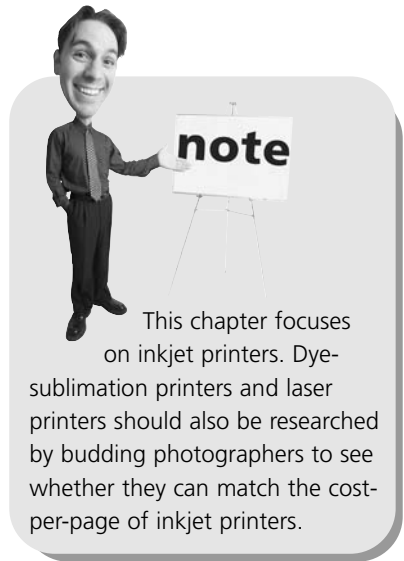 note
This chapter focuses
on inkjet printers. Dye-
sublimation printers and laser
printers should also be researched
by budding photographers to see
whether they can match the cost-
per-page of inkjet printers.